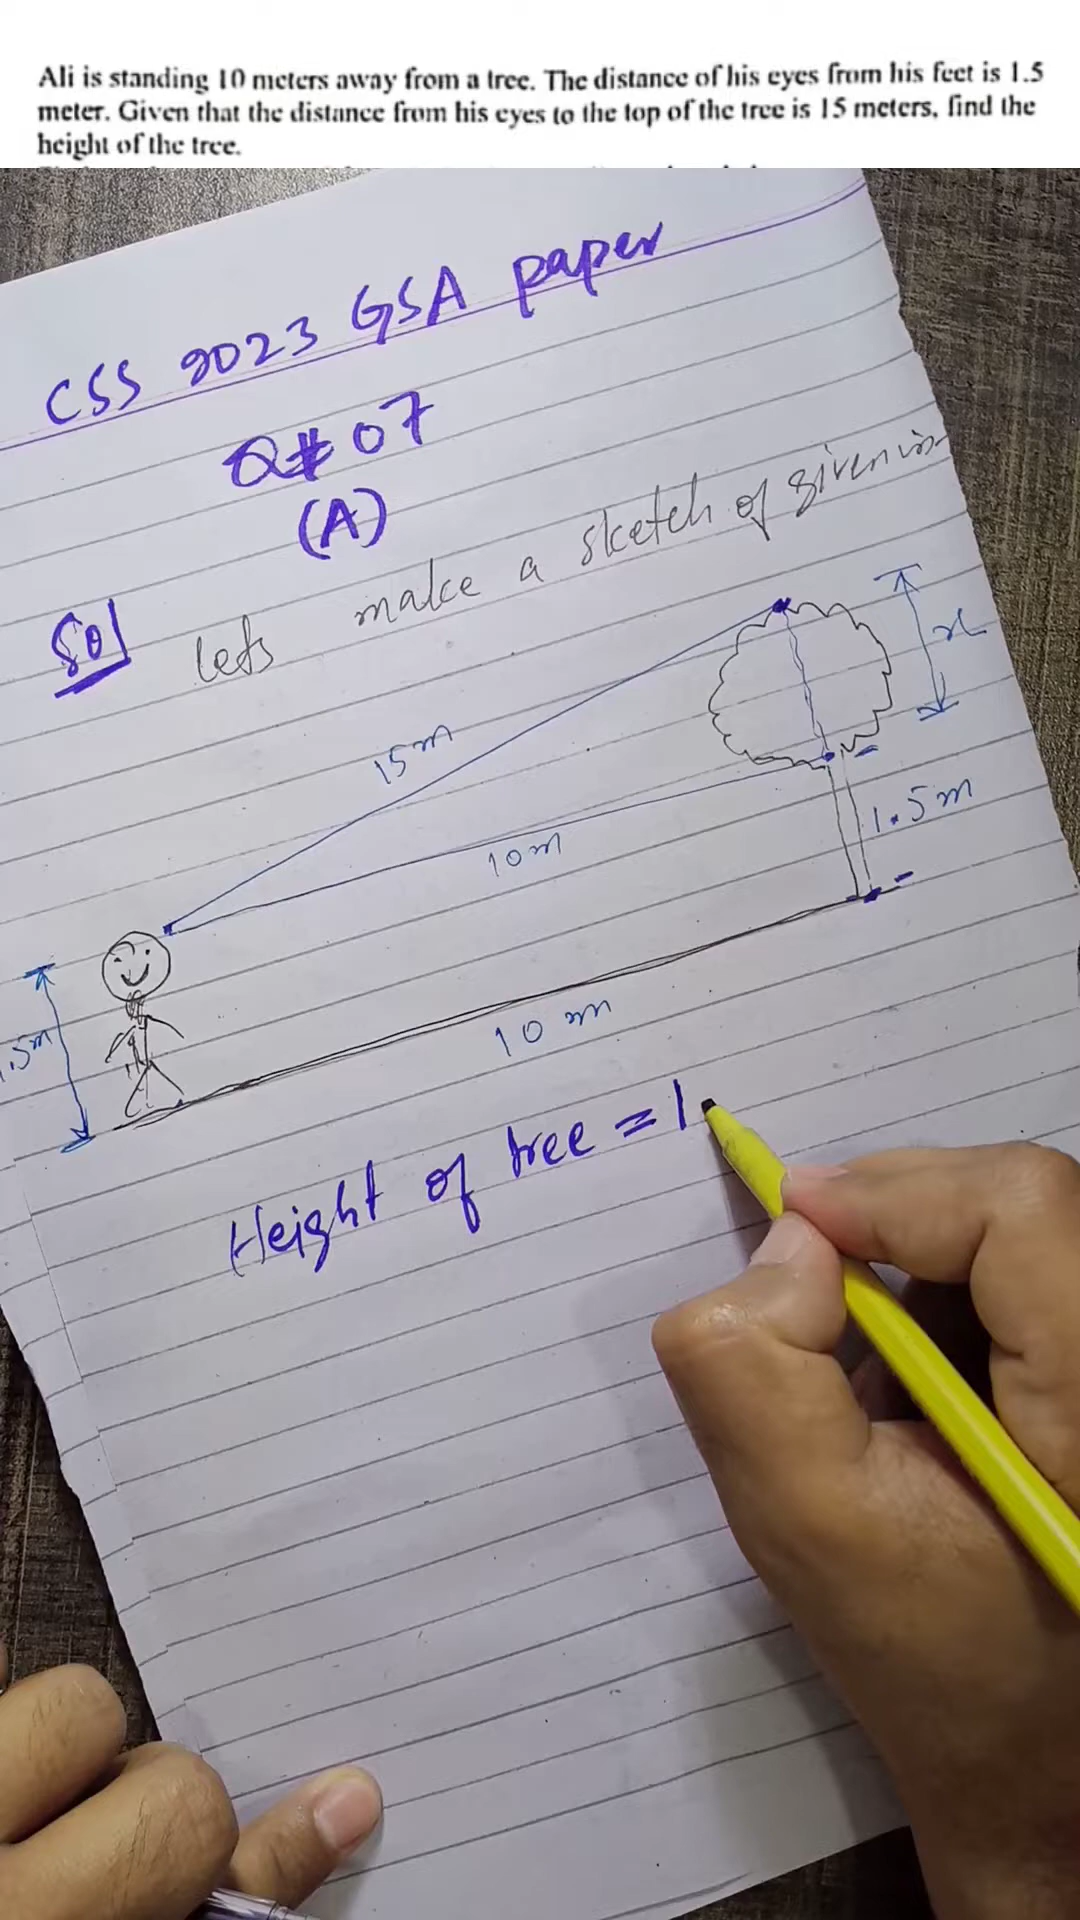 Ali is standing 10 meters away from a tree. The distance of his eyes from his feet is 1.5
meter. Given that the distance from his eyes to the top of the tree is 15 meters, find the
height of the tree.
CSS 2023 GSA paper
Q# 07
(A)
Sol lets make a sketch of given
x
15m
10m
1.5m
.5m
10 m
Height of tree = 1